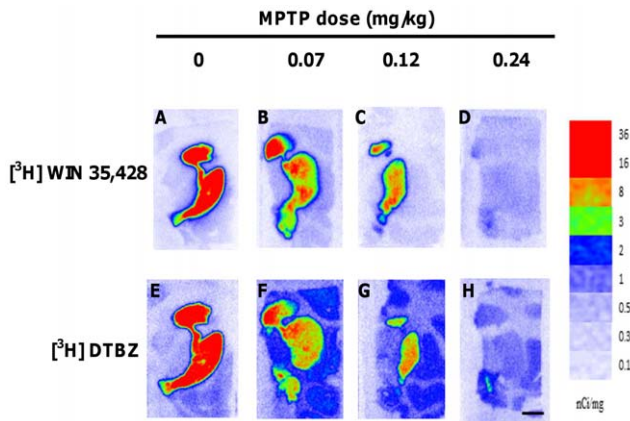 MPTP dose (mg/kg)
0 0.07 0.12 0.24
A B C D
[³H] WIN 35,428
E F G H
[³H] DTBZ
36
16
8
3
2
1
0.5
0.3
0.1
nCi/mg